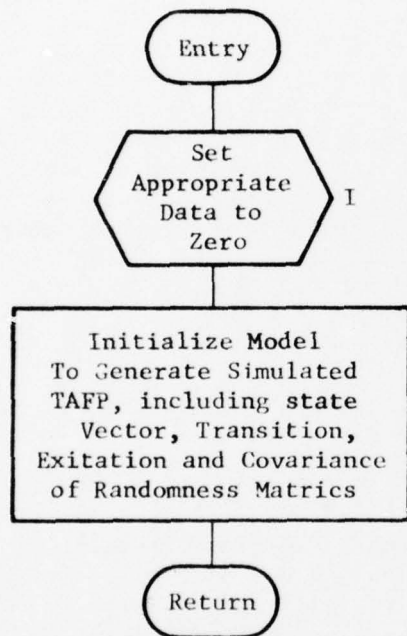 Entry
Set
Appropriate
Data to
Zero
I
Initialize Model
To Generate Simulated
TAFP, including state
Vector, Transition,
Exitation and Covariance
of Randomness Matrics
Return